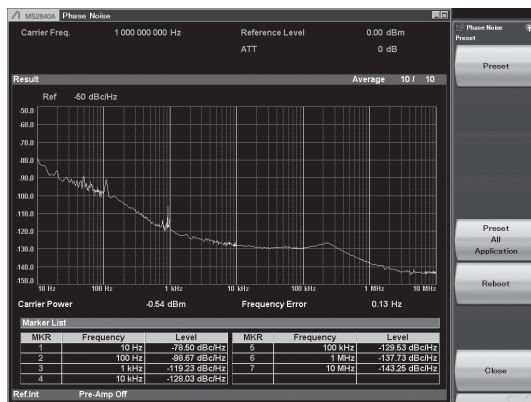 MS2840A Phase Noise
Carrier Freq. 1 000 000 000 Hz Reference Level 0.00 dBm
ATT 0 dB
Result Average 10 / 10
Ref -50 dBc/Hz
-50.0
-60.0
-70.0
-80.0
-90.0
-100.0
-110.0
-120.0
-130.0
-140.0
-150.0
10 Hz 100 Hz 1 kHz 10 kHz 100 kHz 1 MHz 10 MHz
Carrier Power -0.54 dBm Frequency Error 0.13 Hz
Marker List
MKR Frequency Level MKR Frequency Level
1 10 Hz -78.50 dBc/Hz 5 100 kHz -129.53 dBc/Hz
2 100 Hz -98.67 dBc/Hz 6 1 MHz -137.73 dBc/Hz
3 1 kHz -119.23 dBc/Hz 7 10 MHz -143.25 dBc/Hz
4 10 kHz -128.03 dBc/Hz
Ref.Int Pre-Amp Off
Phase Noise
Preset
Preset
Preset
All
Application
Reboot
Close